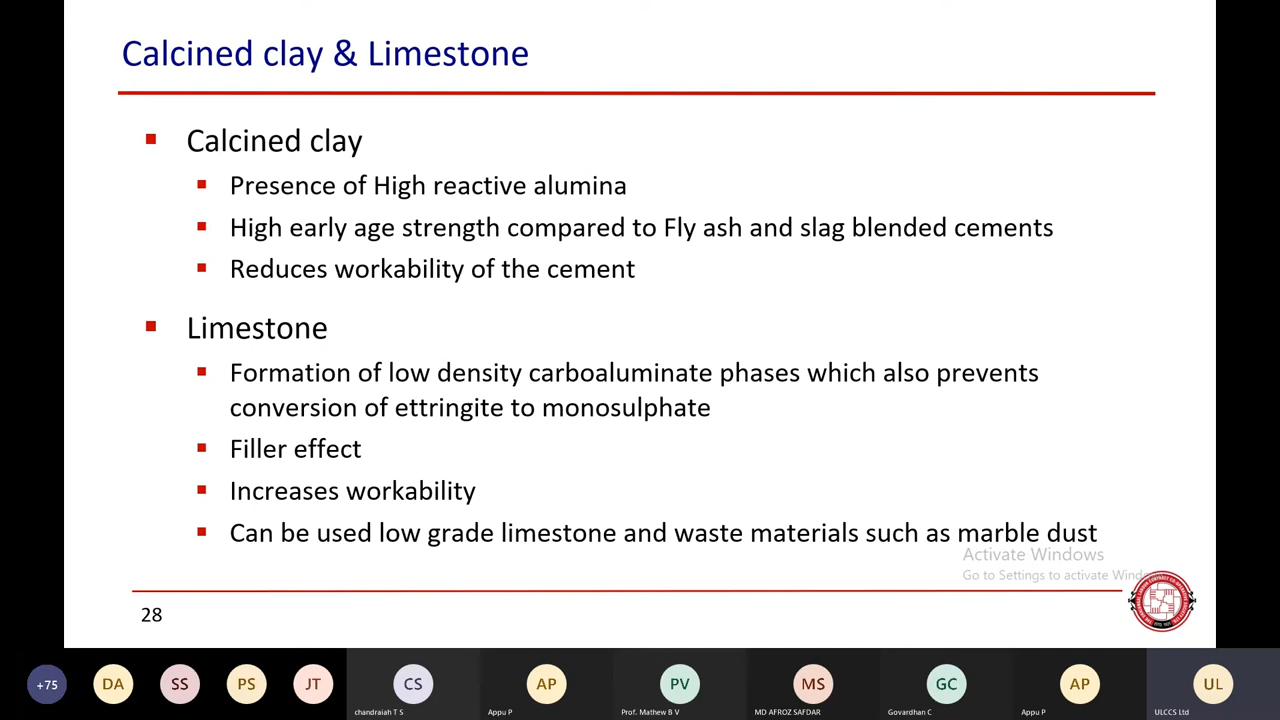 Calcined clay & Limestone
Calcined clay
Presence of High reactive alumina
High early age strength compared to Fly ash and slag blended cements
Reduces workability of the cement
Limestone
Formation of low density carboaluminate phases which also prevents
conversion of ettringite to monosulphate
Filler effect
Increases workability
Can be used low grade limestone and waste materials such as marble dust
Activate Windows
Go to Settings to activate Windo
28
+75 DA SS PS JT CS AP PV MS GC AP UL
chandraiah T S Appu P Prof. Mathew B V MD AFROZ SAFDAR Govardhan C Appu P ULCCS Ltd